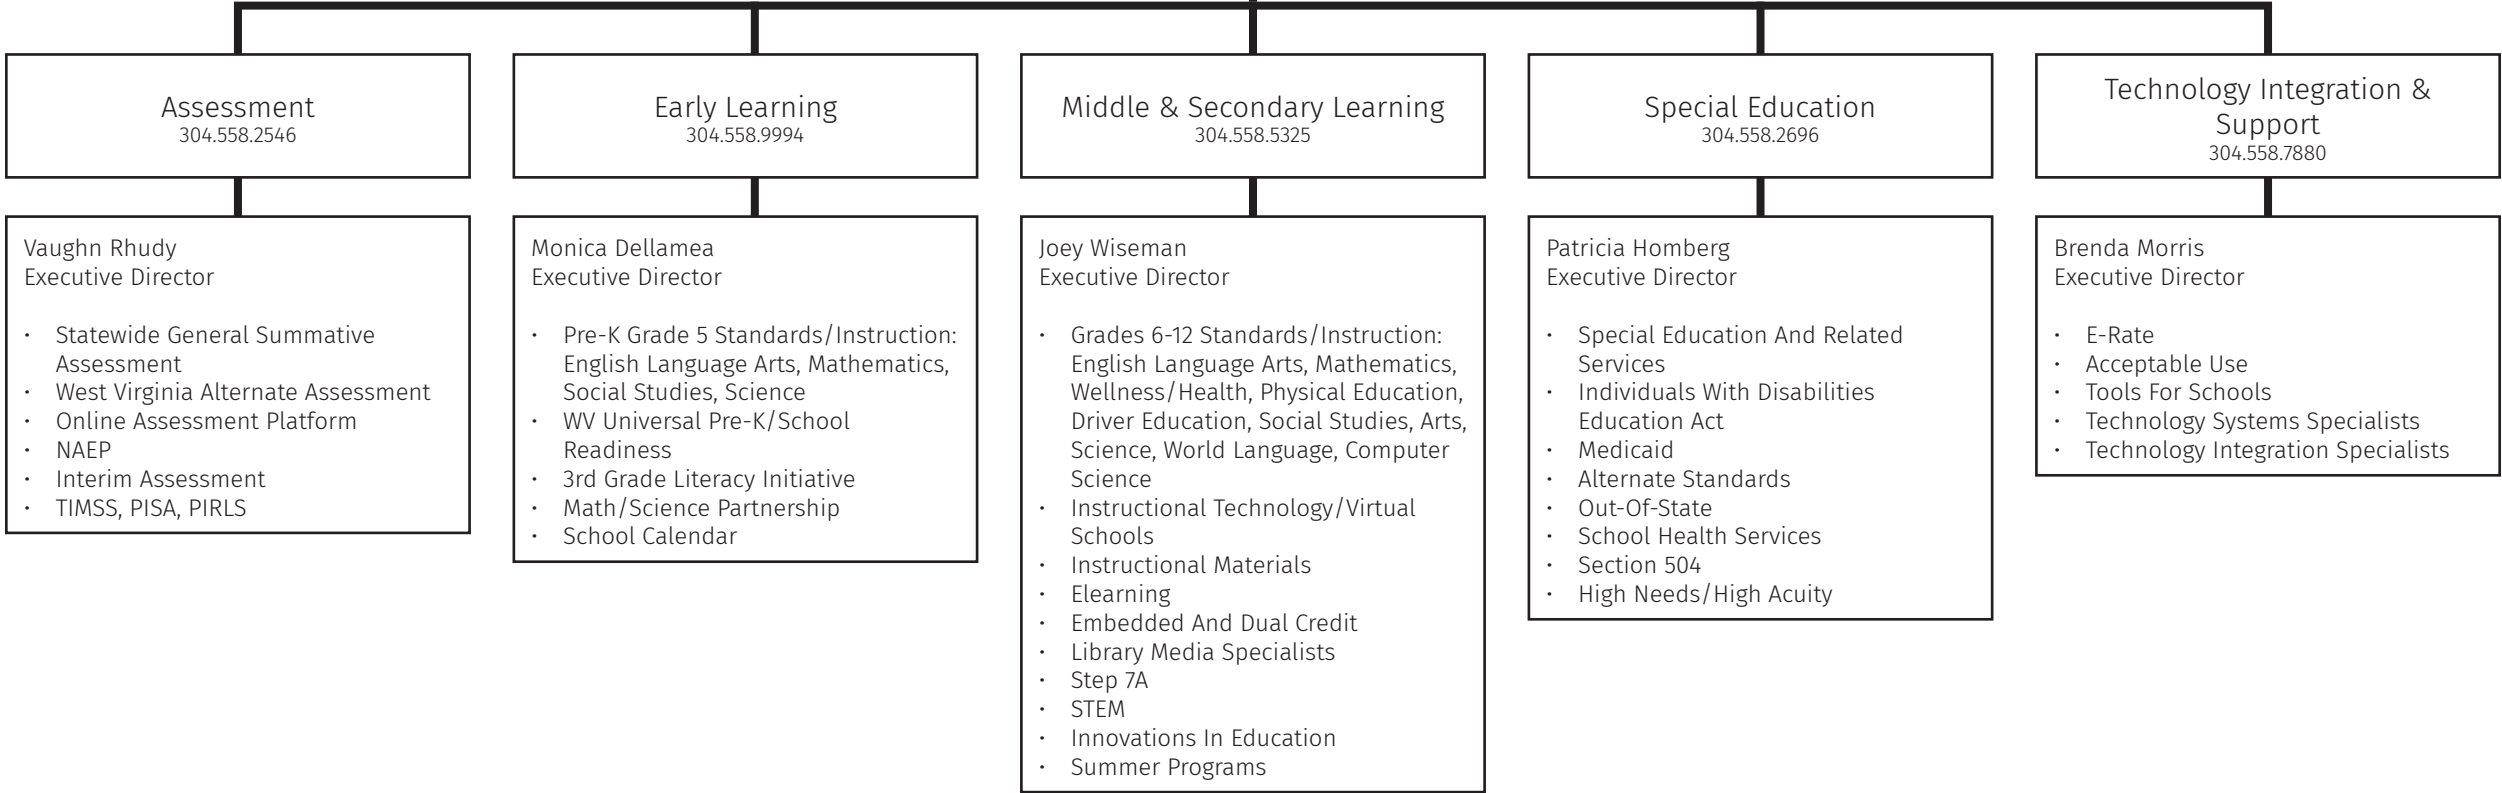 Assessment
304.558.2546
Vaughn Rhudy
Executive Director
· Statewide General Summative
Assessment
· West Virginia Alternate Assessment
· Online Assessment Platform
· NAEP
· Interim Assessment
· TIMSS, PISA, PIRLS
Early Learning
304.558.9994
Monica Dellamea
Executive Director
· Pre-K Grade 5 Standards/Instruction:
English Language Arts, Mathematics,
Social Studies, Science
· WV Universal Pre-K/School
Readiness
· 3rd Grade Literacy Initiative
· Math/Science Partnership
· School Calendar
Middle & Secondary Learning
304.558.5325
Joey Wiseman
Executive Director
· Grades 6-12 Standards/Instruction:
English Language Arts, Mathematics,
Wellness/Health, Physical Education,
Driver Education, Social Studies, Arts,
Science, World Language, Computer
Science
· Instructional Technology/Virtual
Schools
· Instructional Materials
· Elearning
· Embedded And Dual Credit
· Library Media Specialists
· Step 7A
· STEM
· Innovations In Education
· Summer Programs
Special Education
304.558.2696
Patricia Homberg
Executive Director
· Special Education And Related
Services
· Individuals With Disabilities
Education Act
· Medicaid
· Alternate Standards
· Out-Of-State
· School Health Services
· Section 504
· High Needs/High Acuity
Technology Integration &
Support
304.558.7880
Brenda Morris
Executive Director
· E-Rate
· Acceptable Use
· Tools For Schools
· Technology Systems Specialists
· Technology Integration Specialists